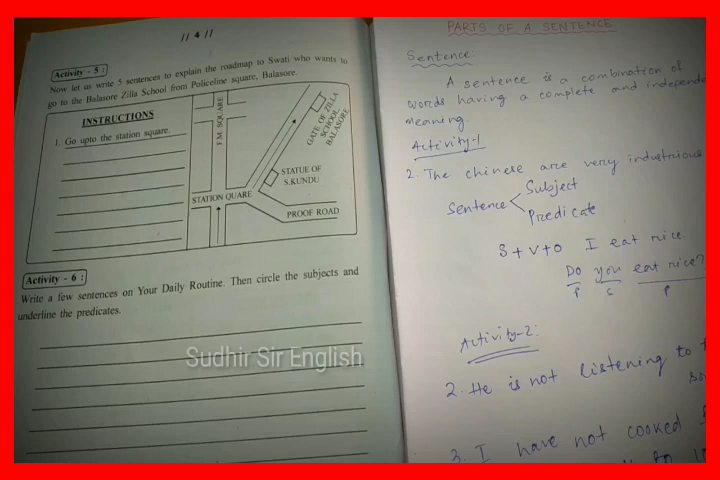 // 4 //
Activity - 5 :
Now let us write 5 sentences to explain the roadmap to Swati who wants to
go to the Balasore Zilla School from Policeline square, Balasore.
INSTRUCTIONS
1. Go upto the station square.
F.M. SQUARE
GATE OF ZILLA
SCHOOL
BALASORE
STATUE OF
S.KUNDU
STATION QUARE
PROOF ROAD
Activity - 6 :
Write a few sentences on Your Daily Routine. Then circle the subjects and
underline the predicates.
Sudhir Sir English
PARTS OF A SENTENCE
Sentence:
A sentence is a combination of
words having a complete and independe
meaning.
Activity-1
2. The chinese are very industrious
Sentence
Subject
Predicate
S + V + O I eat rice
Do you eat rice?
P S P
Activity-2:
2. He is not listening to
3. I have not cooked